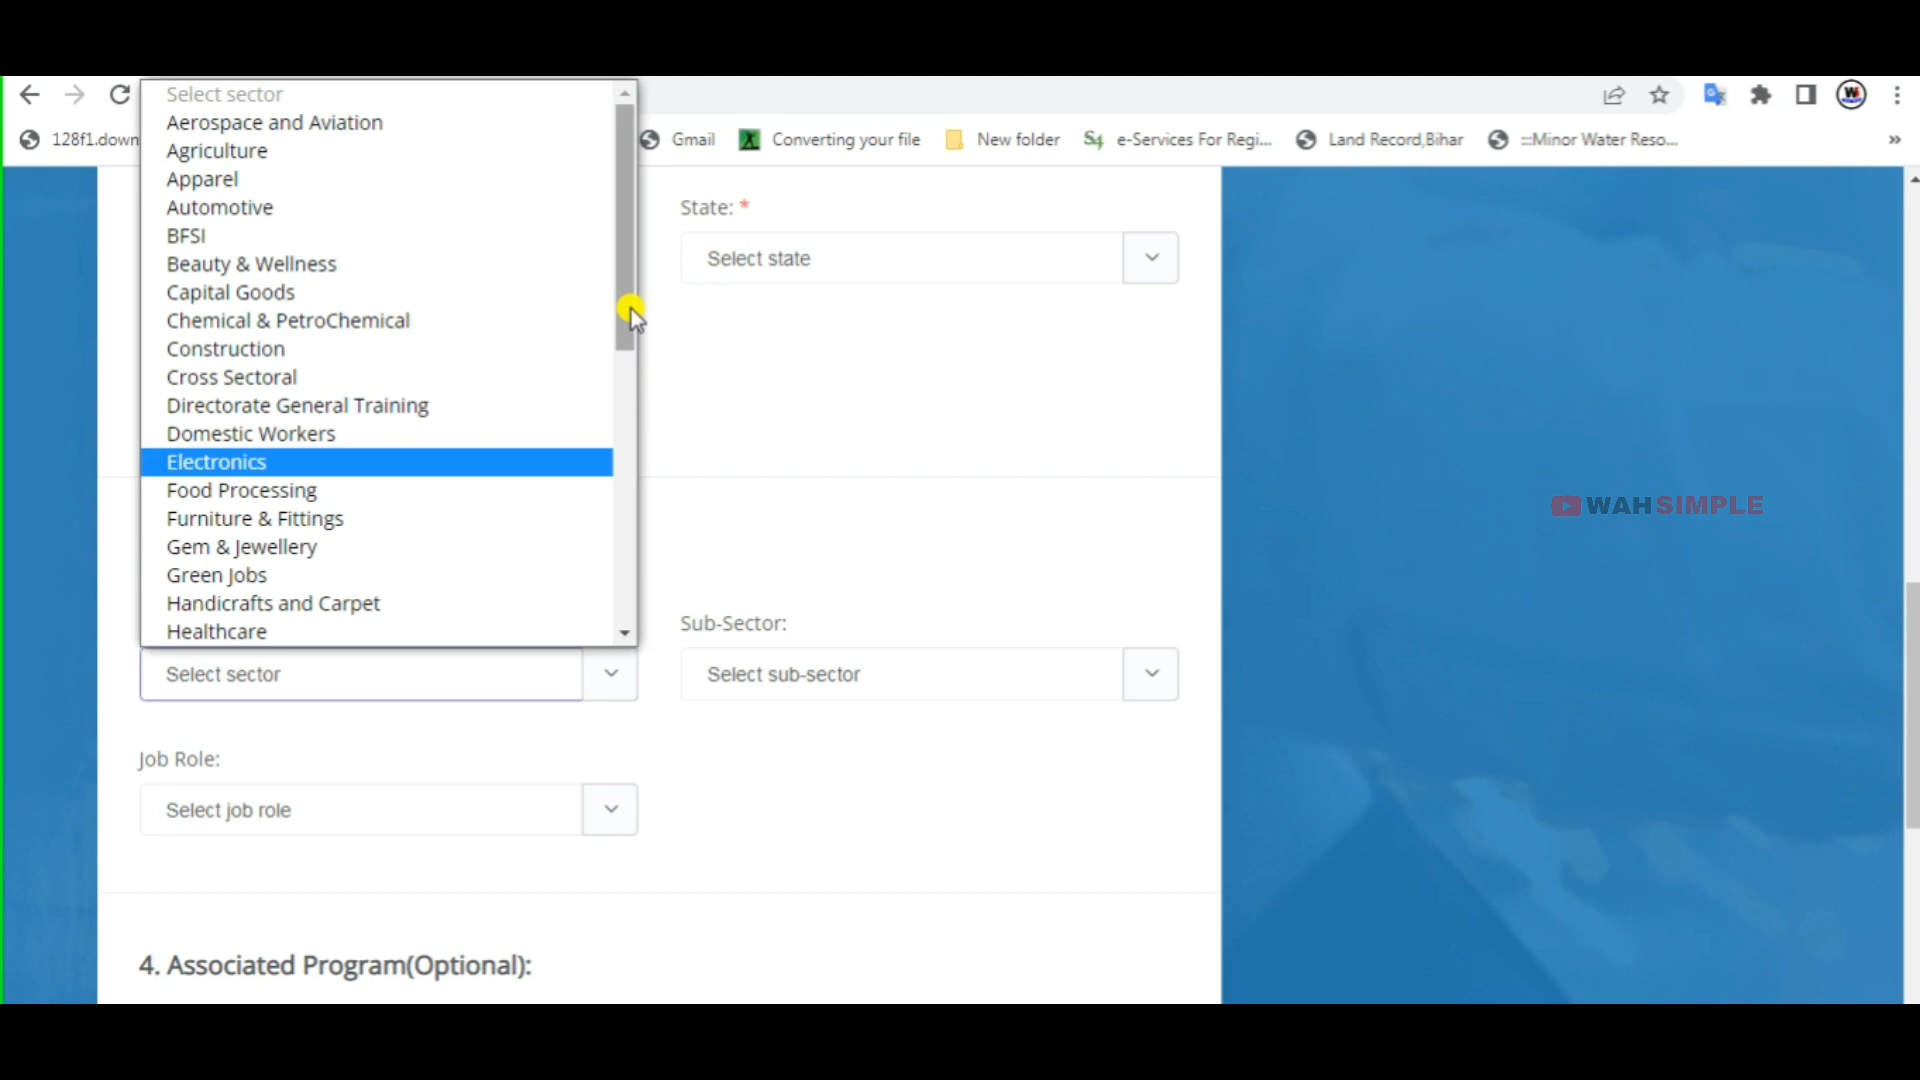 Select sector
Aerospace and Aviation
128f1.down
Gmail
Converting your file
New folder
e-Services For Regi...
Land Record,Bihar
:::Minor Water Reso...
»
Agriculture
Apparel
Automotive
BFSI
Beauty & Wellness
Capital Goods
Chemical & PetroChemical
Construction
Cross Sectoral
Directorate General Training
Domestic Workers
Electronics
Food Processing
Furniture & Fittings
Gem & Jewellery
Green Jobs
Handicrafts and Carpet
Healthcare
State: *
Select state
WAHSIMPLE
Sub-Sector:
Select sector
Select sub-sector
Job Role:
Select job role
4. Associated Program(Optional):